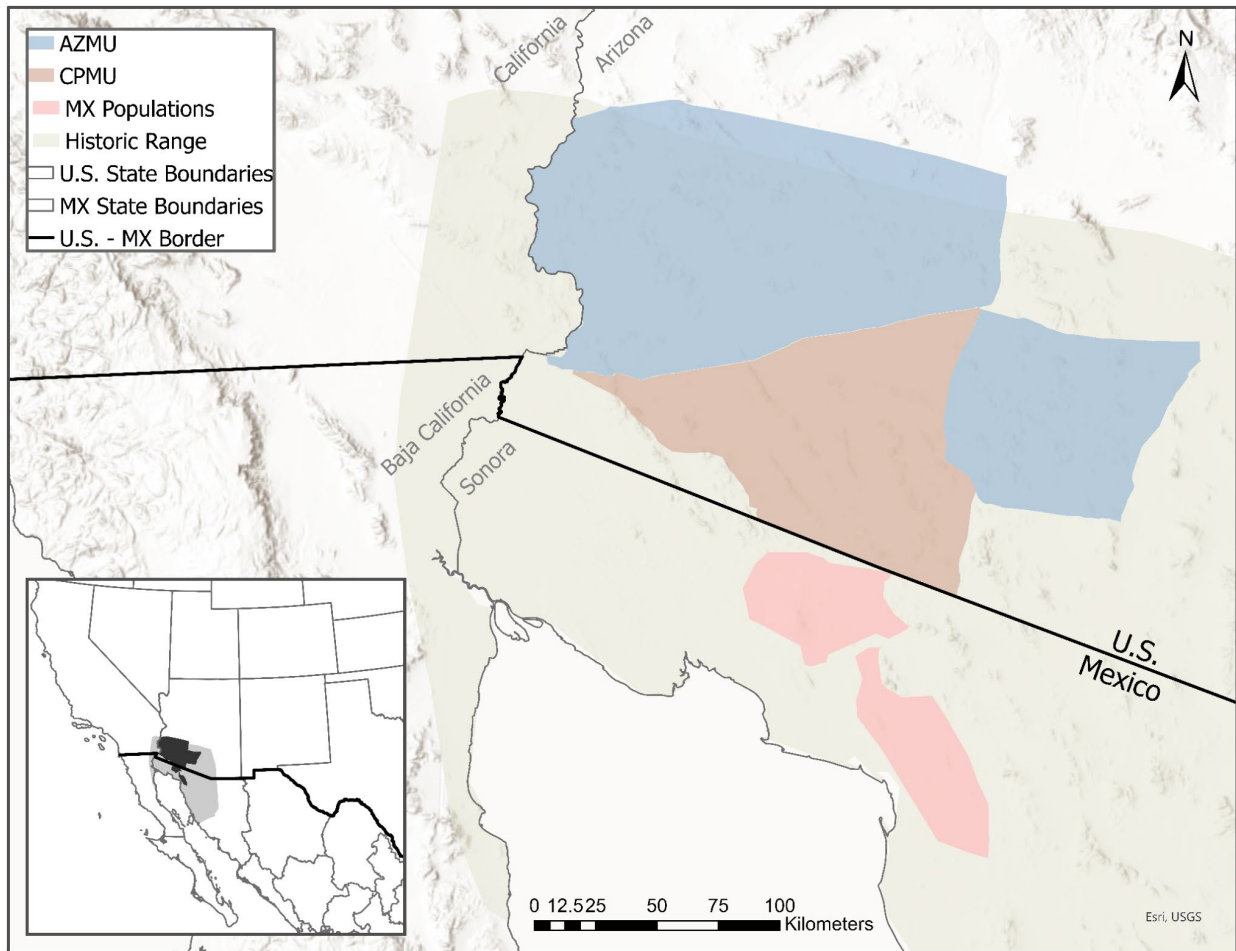 AZMU
CPMU
MX Populations
Historic Range
U.S. State Boundaries
MX State Boundaries
U.S. - MX Border
California
Arizona
N
Baja California
Sonora
U.S.
Mexico
0 12.5 25 50 75 100
Kilometers
Esri, USGS